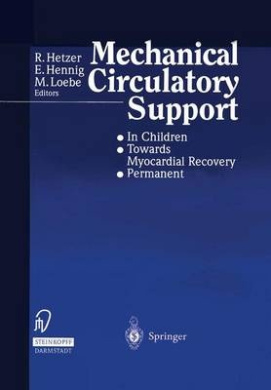 R. Hetzer
E. Hennig
M. Loebe
Editors
Mechanical
Circulatory
Support
• In Children
• Towards
Myocardial Recovery
• Permanent
STEINKOPFF
DARMSTADT
Springer